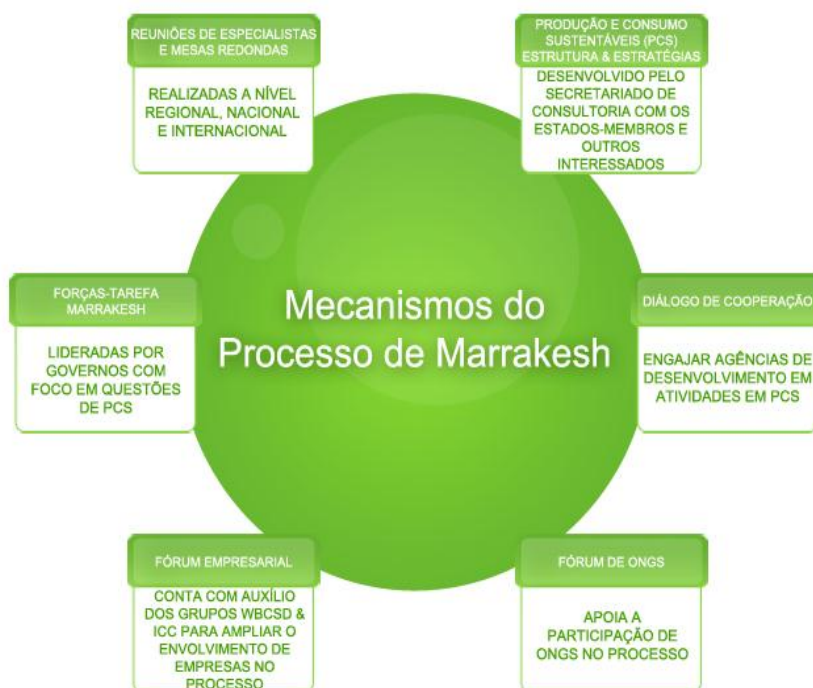 REUNIÕES DE ESPECIALISTAS
E MESAS REDONDAS
REALIZADAS A NÍVEL
REGIONAL, NACIONAL
E INTERNACIONAL
PRODUÇÃO E CONSUMO
SUSTENTÁVEIS (PCS)
ESTRUTURA & ESTRATÉGIAS
DESENVOLVIDO PELO
SECRETARIADO DE
CONSULTORIA COM OS
ESTADOS-MEMBROS E
OUTROS
INTERESSADOS
FORÇAS-TAREFA
MARRAKESH
LIDERADAS POR
GOVERNOS COM
FOCO EM QUESTÕES
DE PCS
Mecanismos do
Processo de Marrakesh
DIÁLOGO DE COOPERAÇÃO
ENGAJAR AGÊNCIAS DE
DESENVOLVIMENTO EM
ATIVIDADES EM PCS
FÓRUM EMPRESARIAL
CONTA COM AUXÍLIO
DOS GRUPOS WBCSD &
ICC PARA AMPLIAR O
ENVOLVIMENTO DE
EMPRESAS NO
PROCESSO
FÓRUM DE ONGS
APOIA A
PARTICIPAÇÃO DE
ONGS NO PROCESSO